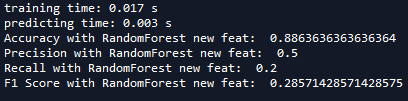 training time: 0.017 s
predicting time: 0.003 s
Accuracy with RandomForest new feat:  0.8863636363636364
Precision with RandomForest new feat:  0.5
Recall with RandomForest new feat:  0.2
F1 Score with RandomForest new feat:  0.28571428571428575